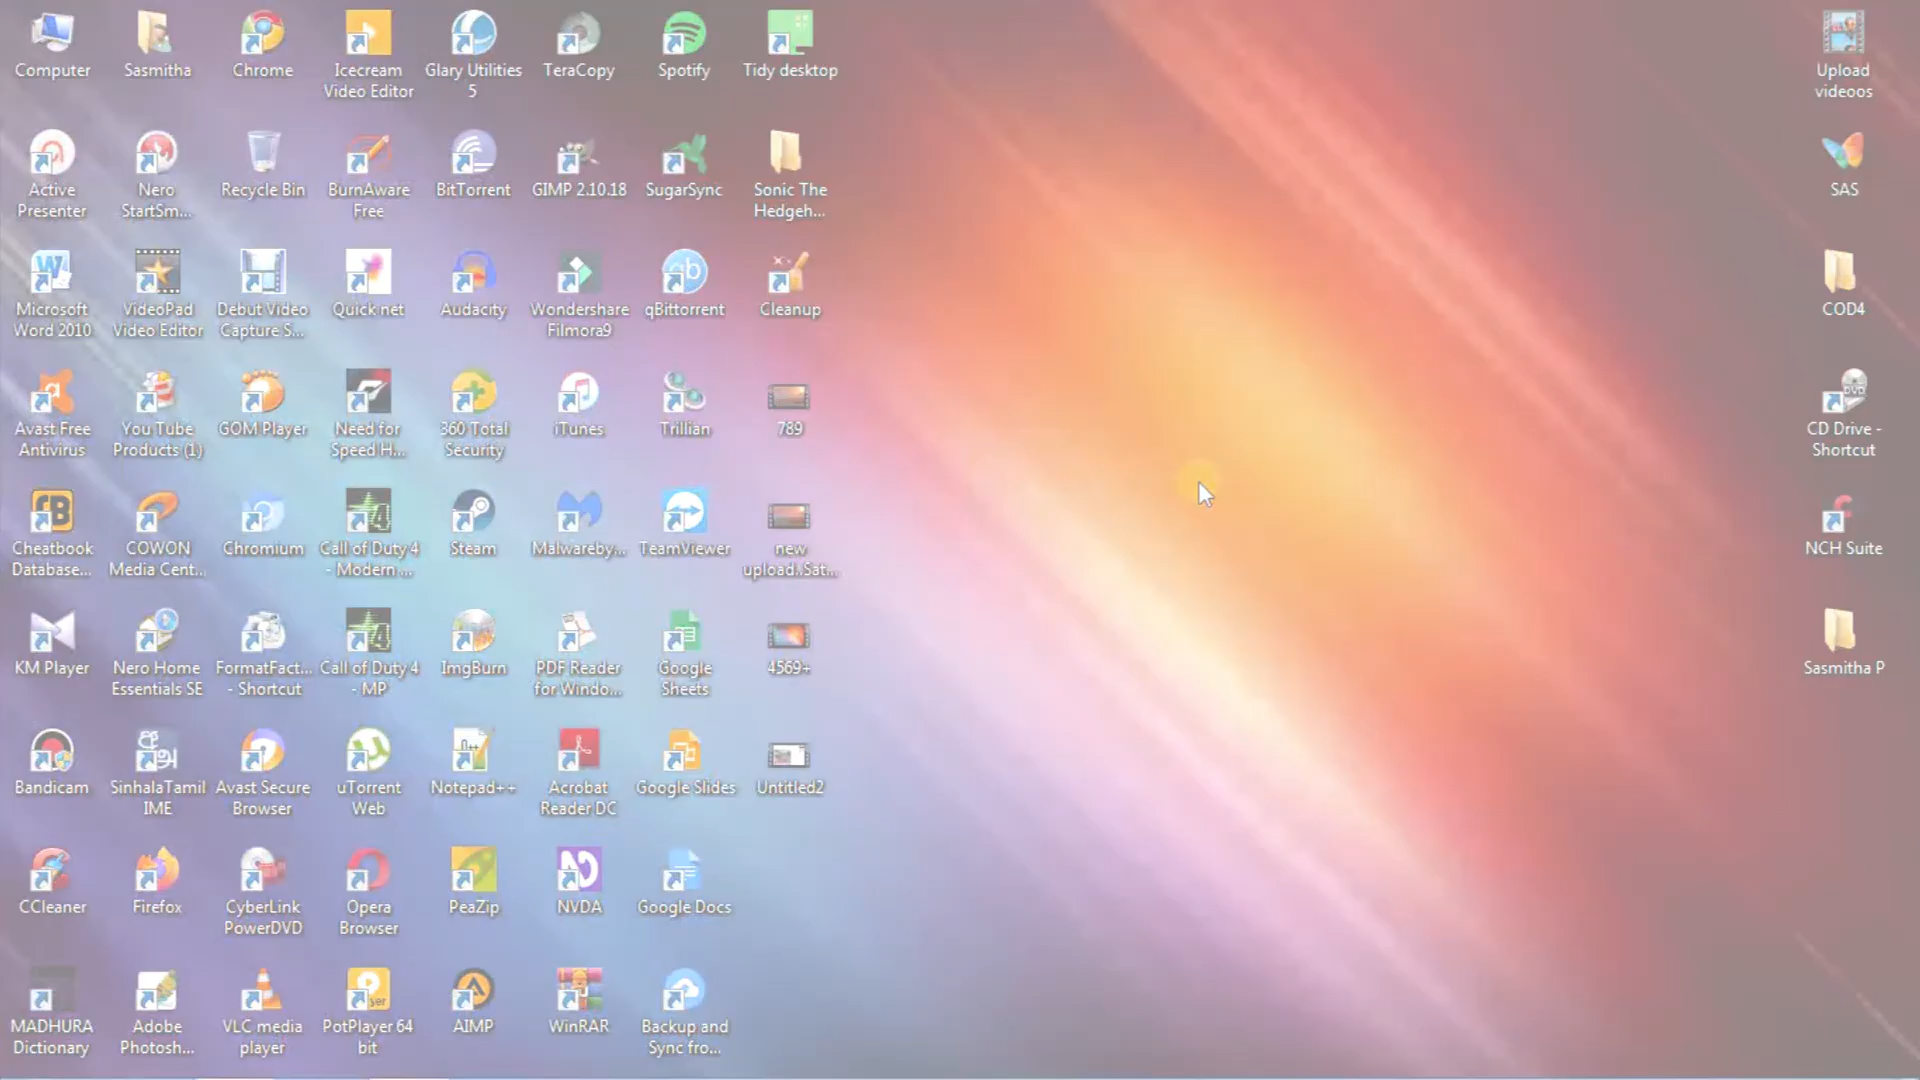 Computer
Sasmitha
Chrome
Icecream
Video Editor
Glary Utilities
5
TeraCopy
Spotify
Tidy desktop
Upload
videoos
Active
Presenter
Nero
StartSm...
Recycle Bin
BurnAware
Free
BitTorrent
GIMP 2.10.18
SugarSync
Sonic The
Hedgeh...
SAS
Microsoft
Word 2010
VideoPad
Video Editor
Debut Video
Capture S...
Quick net
Audacity
Wondershare
Filmora9
qBittorrent
Cleanup
COD4
Avast Free
Antivirus
You Tube
Products (1)
GOM Player
Need for
Speed H...
360 Total
Security
iTunes
Trillian
789
CD Drive -
Shortcut
Cheatbook
Database...
COWON
Media Cent...
Chromium
Call of Duty 4
- Modern ...
Steam
Malwareby...
TeamViewer
new
upload..Sat...
NCH Suite
KM Player
Nero Home
Essentials SE
FormatFact...
- Shortcut
Call of Duty 4
- MP
ImgBurn
PDF Reader
for Windo...
Google
Sheets
4569+
Sasmitha P
Bandicam
SinhalaTamil
IME
Avast Secure
Browser
uTorrent
Web
Notepad++
Acrobat
Reader DC
Google Slides
Untitled2
CCleaner
Firefox
CyberLink
PowerDVD
Opera
Browser
PeaZip
NVDA
Google Docs
MADHURA
Dictionary
Adobe
Photosh...
VLC media
player
PotPlayer 64
bit
AIMP
WinRAR
Backup and
Sync fro...